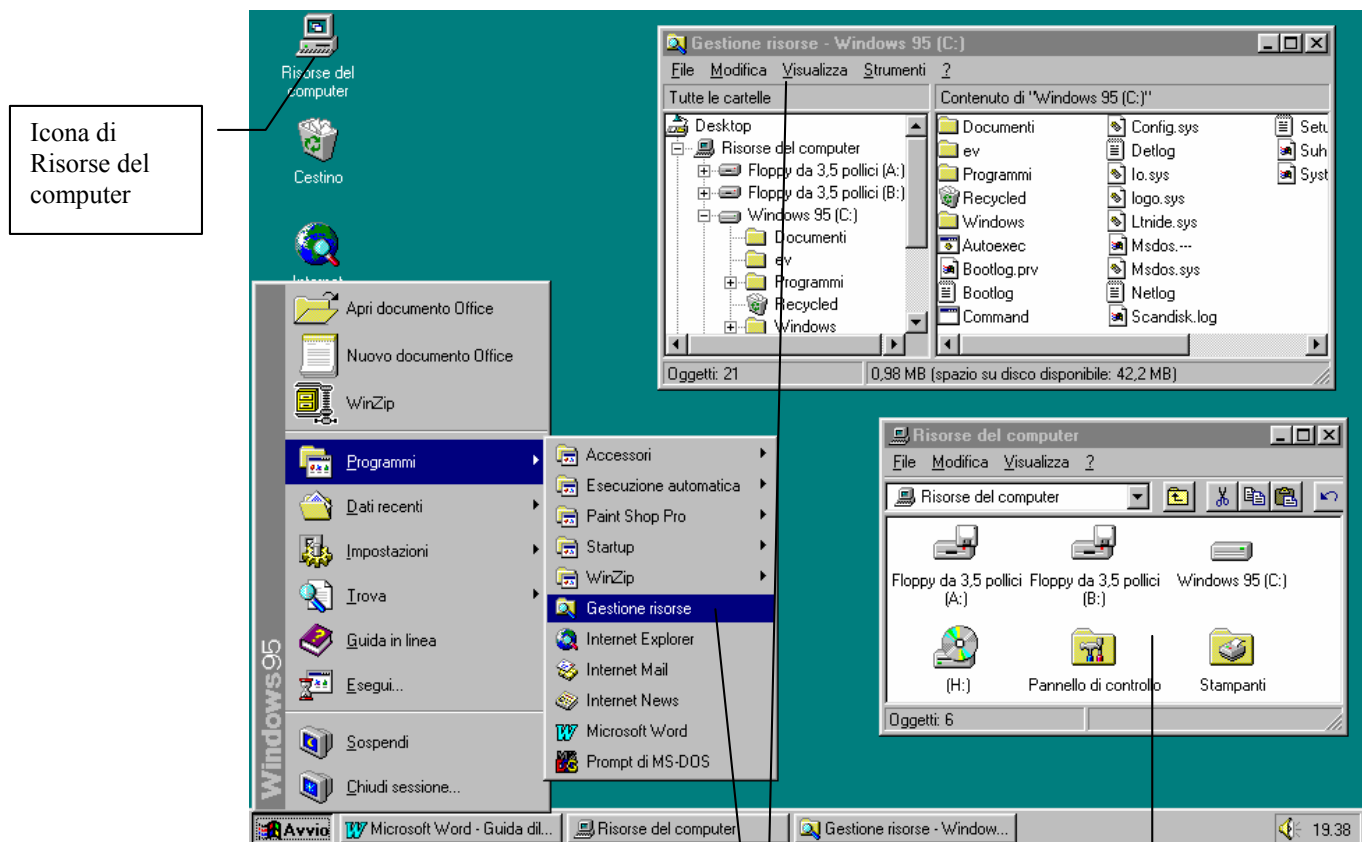 Icona di
Risorse del
computer
Risorse del
computer
Cestino
Internet
Gestione risorse - Windows 95 (C:)
File Modifica Visualizza Strumenti ?
Tutte le cartelle
Contenuto di "Windows 95 (C:)"
Desktop
Risorse del computer
Floppy da 3,5 pollici (A:)
Floppy da 3,5 pollici (B:)
Windows 95 (C:)
Documenti
ev
Programmi
Recycled
Windows
Documenti
ev
Programmi
Recycled
Windows
Autoexec
Bootlog.prv
Bootlog
Command
Config.sys
Detlog
Io.sys
logo.sys
Ltnide.sys
Msdos.---
Msdos.sys
Netlog
Scandisk.log
Setu
Suh
Syst
Oggetti: 21
0,98 MB (spazio su disco disponibile: 42,2 MB)
Windows95
Apri documento Office
Nuovo documento Office
WinZip
Programmi
Dati recenti
Impostazioni
Trova
Guida in linea
Esegui...
Sospendi
Chiudi sessione...
Accessori
Esecuzione automatica
Paint Shop Pro
Startup
WinZip
Gestione risorse
Internet Explorer
Internet Mail
Internet News
Microsoft Word
Prompt di MS-DOS
Risorse del computer
File Modifica Visualizza ?
Risorse del computer
Floppy da 3,5 pollici
(A:)
Floppy da 3,5 pollici
(B:)
Windows 95 (C:)
(H:)
Pannello di controllo
Stampanti
Oggetti: 6
Avvio
Microsoft Word - Guida dil...
Risorse del computer
Gestione risorse - Window...
19.38